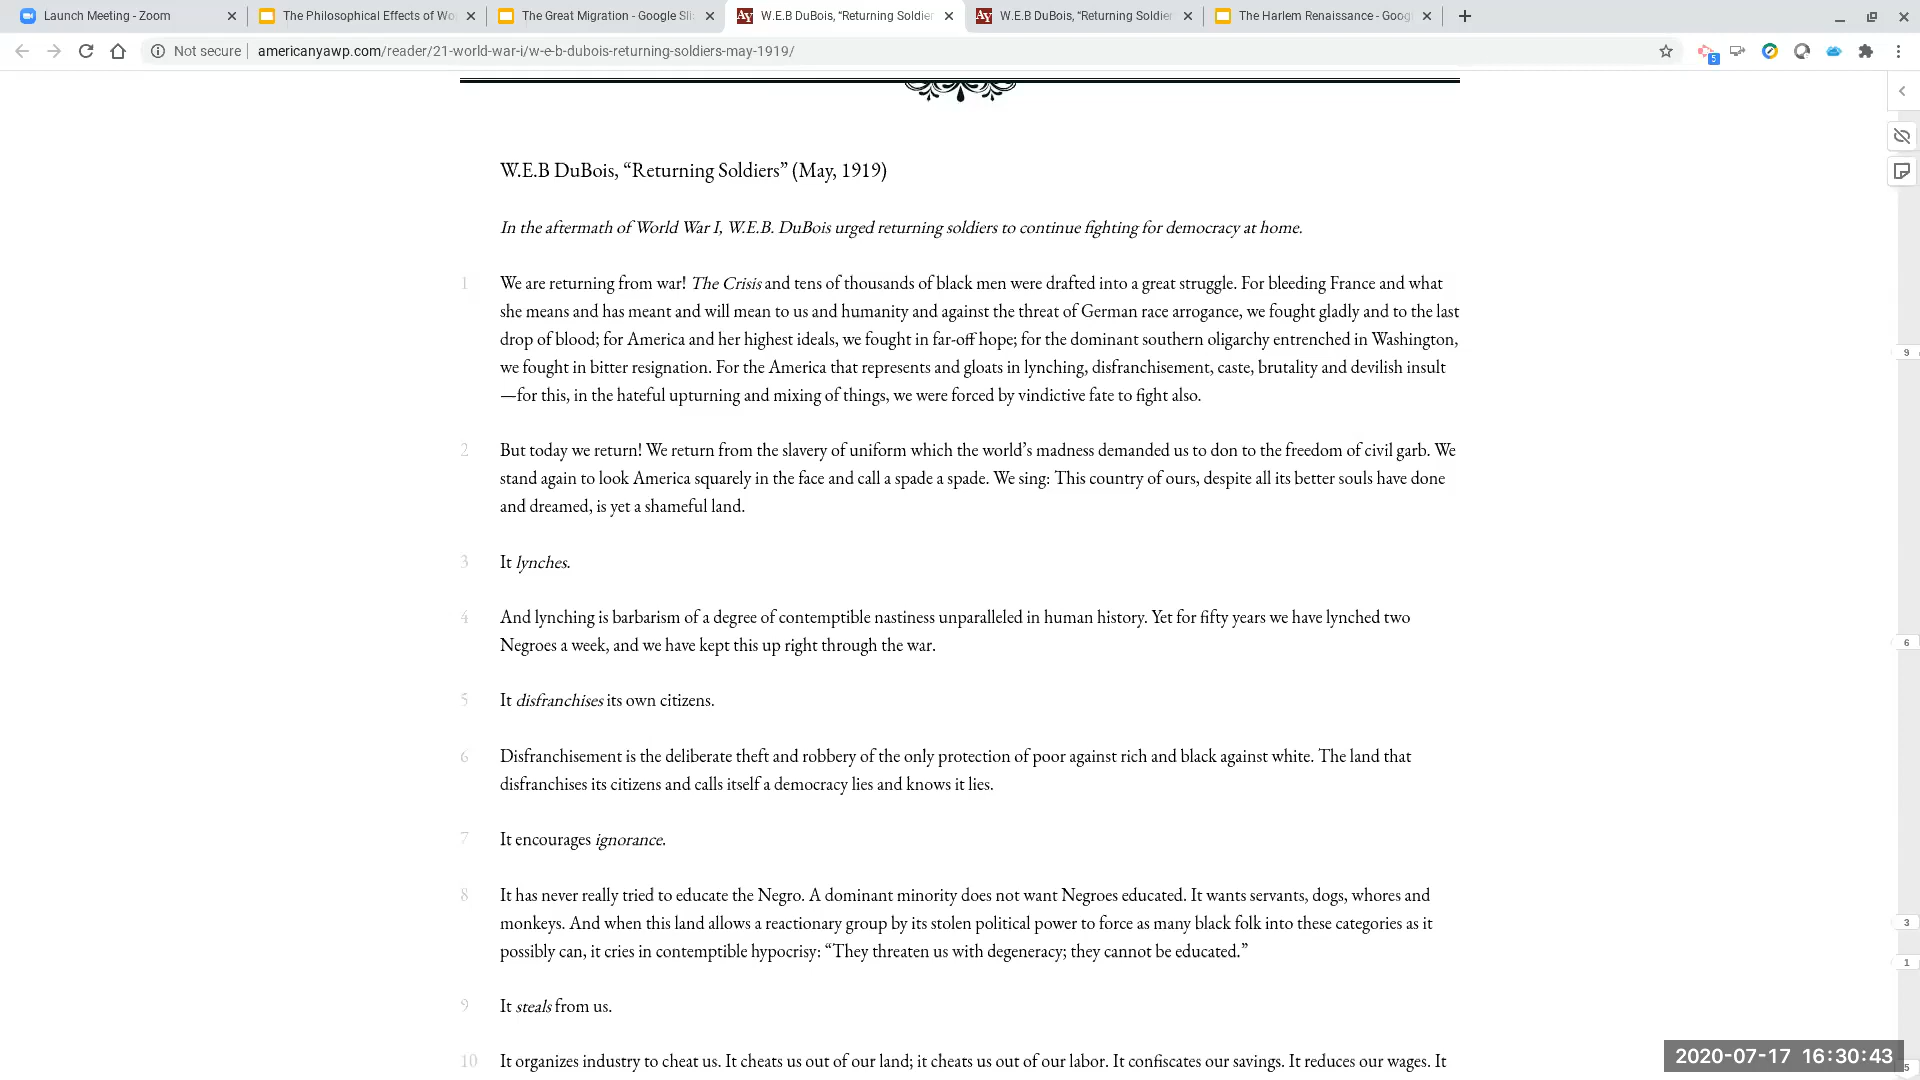 Launch Meeting - Zoom
The Philosophical Effects of Wo
The Great Migration - Google Sli
W.E.B DuBois, “Returning Soldier
W.E.B DuBois, “Returning Soldier
The Harlem Renaissance - Goog
Not secure
americanyawp.com/reader/21-world-war-i/w-e-b-dubois-returning-soldiers-may-1919/
5
W.E.B DuBois, “Returning Soldiers” (May, 1919)
In the aftermath of World War I, W.E.B. DuBois urged returning soldiers to continue fighting for democracy at home.
1 We are returning from war! The Crisis and tens of thousands of black men were drafted into a great struggle. For bleeding France and what
she means and has meant and will mean to us and humanity and against the threat of German race arrogance, we fought gladly and to the last
drop of blood; for America and her highest ideals, we fought in far-off hope; for the dominant southern oligarchy entrenched in Washington,
we fought in bitter resignation. For the America that represents and gloats in lynching, disfranchisement, caste, brutality and devilish insult
—for this, in the hateful upturning and mixing of things, we were forced by vindictive fate to fight also.
2 But today we return! We return from the slavery of uniform which the world’s madness demanded us to don to the freedom of civil garb. We
stand again to look America squarely in the face and call a spade a spade. We sing: This country of ours, despite all its better souls have done
and dreamed, is yet a shameful land.
3 It lynches.
4 And lynching is barbarism of a degree of contemptible nastiness unparalleled in human history. Yet for fifty years we have lynched two
Negroes a week, and we have kept this up right through the war.
5 It disfranchises its own citizens.
6 Disfranchisement is the deliberate theft and robbery of the only protection of poor against rich and black against white. The land that
disfranchises its citizens and calls itself a democracy lies and knows it lies.
7 It encourages ignorance.
8 It has never really tried to educate the Negro. A dominant minority does not want Negroes educated. It wants servants, dogs, whores and
monkeys. And when this land allows a reactionary group by its stolen political power to force as many black folk into these categories as it
possibly can, it cries in contemptible hypocrisy: “They threaten us with degeneracy; they cannot be educated.”
9 It steals from us.
10 It organizes industry to cheat us. It cheats us out of our land; it cheats us out of our labor. It confiscates our savings. It reduces our wages. It
9
6
3
1
5
2020-07-17 16:30:43